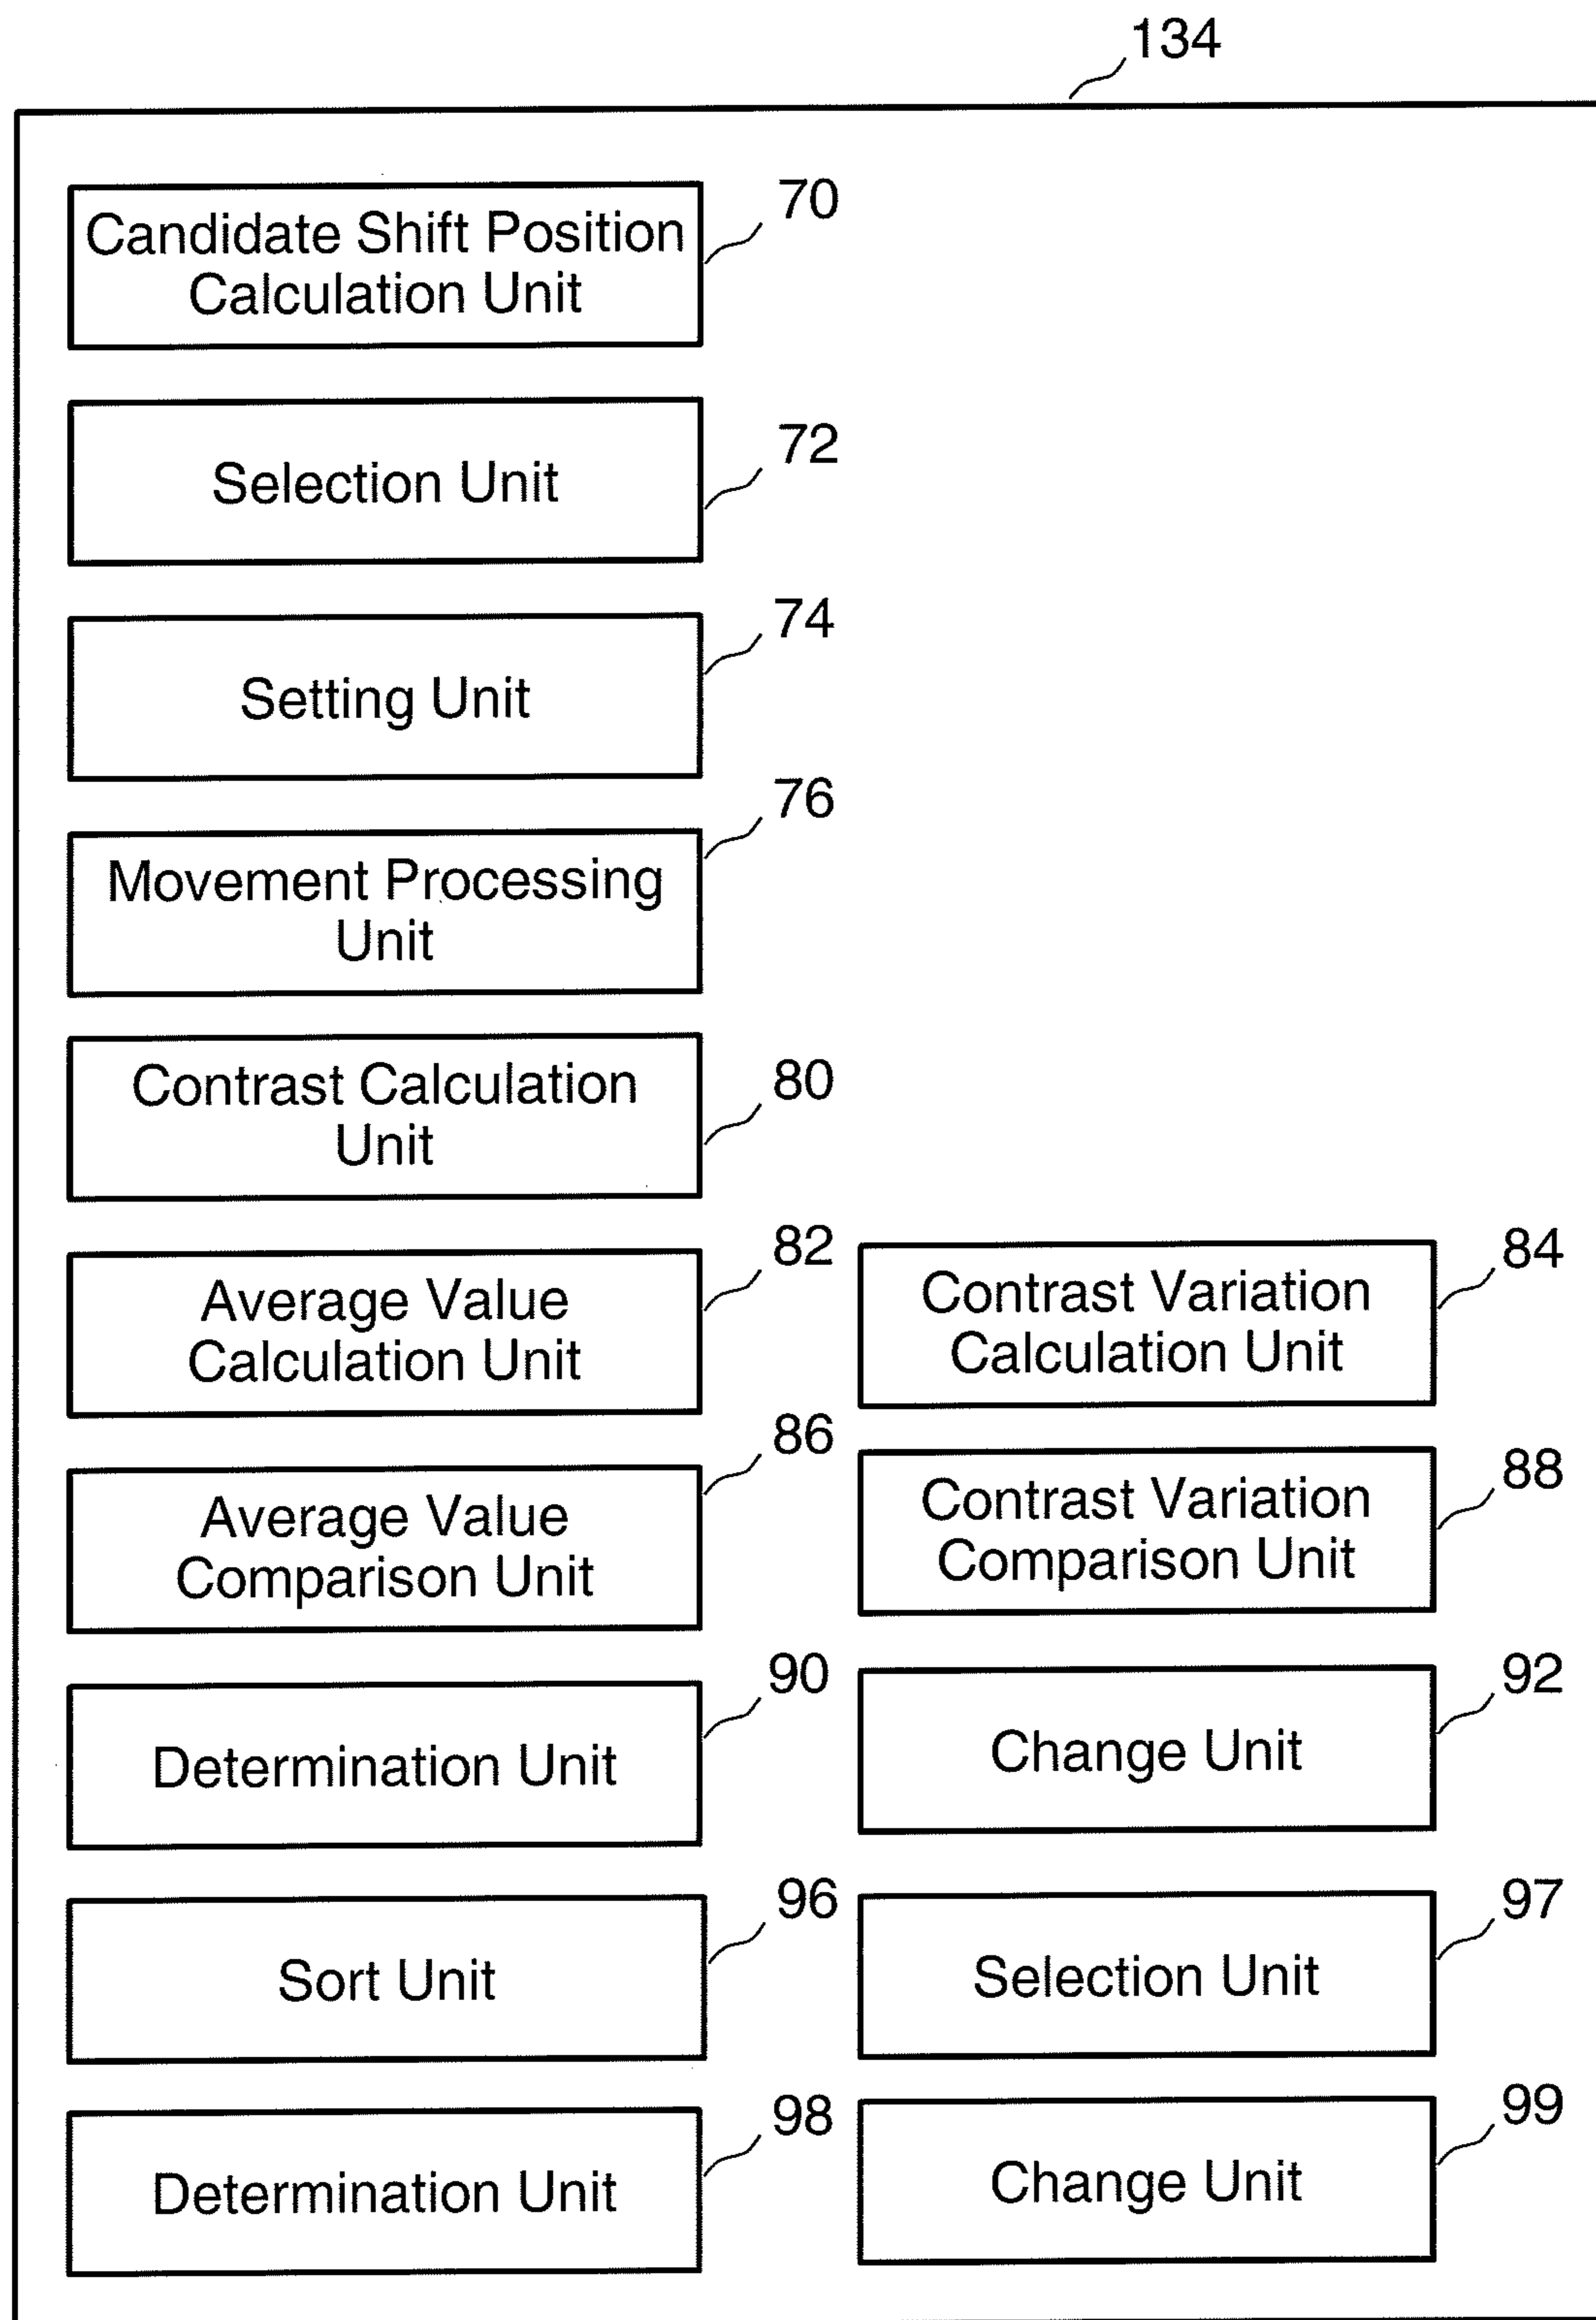 134
Candidate Shift Position
Calculation Unit
70
Selection Unit
72
Setting Unit
74
Movement Processing
Unit
76
Contrast Calculation
Unit
80
Average Value
Calculation Unit
82
Contrast Variation
Calculation Unit
84
Average Value
Comparison Unit
86
Contrast Variation
Comparison Unit
88
Determination Unit
90
Change Unit
92
Sort Unit
96
Selection Unit
97
Determination Unit
98
Change Unit
99